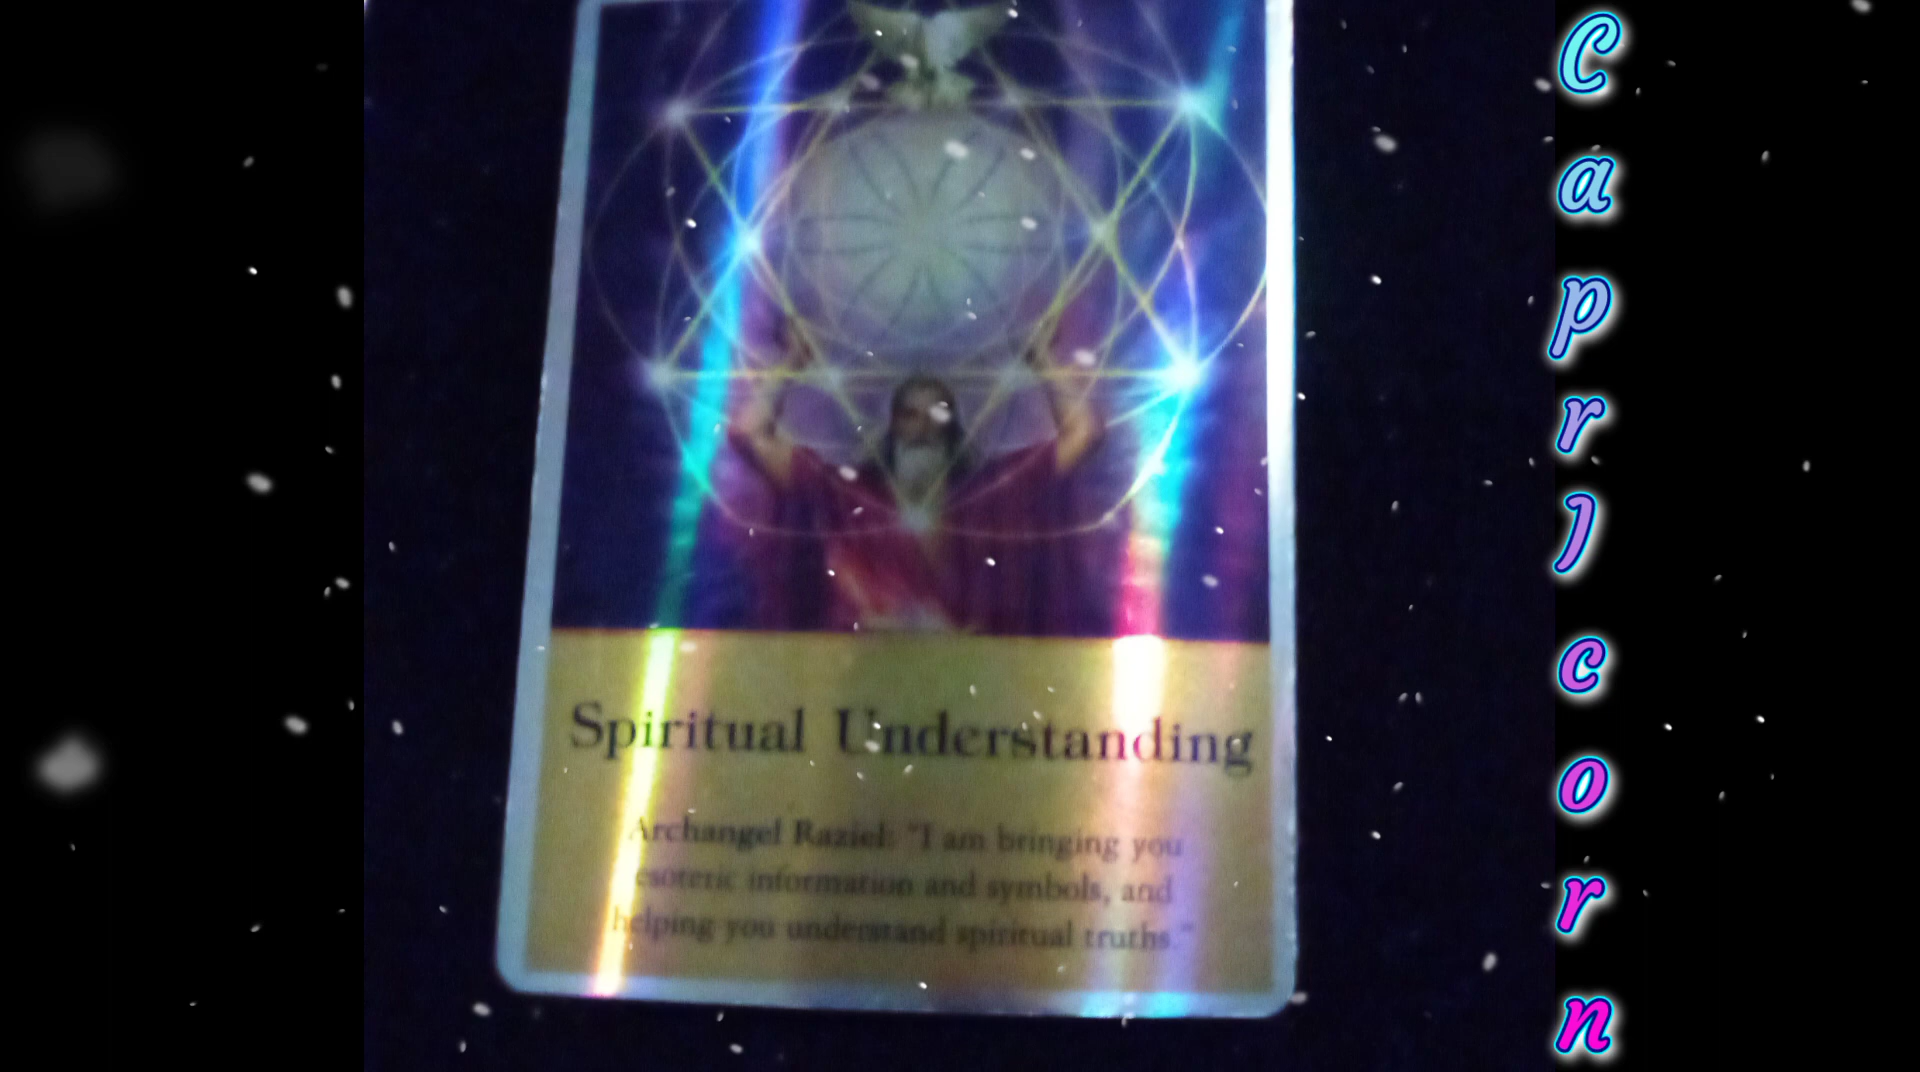 Spiritual Understanding
Archangel Raziel: "I am bringing you
esoteric information and symbols, and
helping you understand spiritual truths."
CaprIcorn